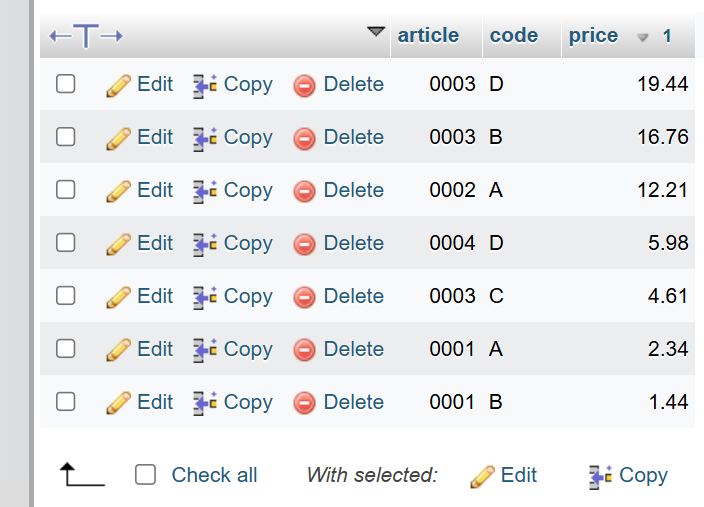 article code price 1
Edit Copy Delete 0003 D 19.44
Edit Copy Delete 0003 B 16.76
Edit Copy Delete 0002 A 12.21
Edit Copy Delete 0004 D 5.98
Edit Copy Delete 0003 C 4.61
Edit Copy Delete 0001 A 2.34
Edit Copy Delete 0001 B 1.44
Check all With selected: Edit Copy